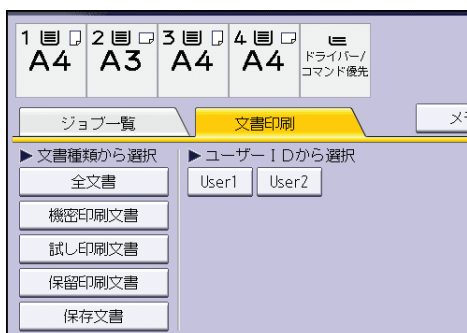 1 2 3 4
A4 A3 A4 A4 ドライバー/
コマンド優先
ジョブ一覧 文書印刷 メモ
▶文書種類から選択 ▶ユーザーIDから選択
全文書 User1 User2
機密印刷文書
試し印刷文書
保留印刷文書
保存文書